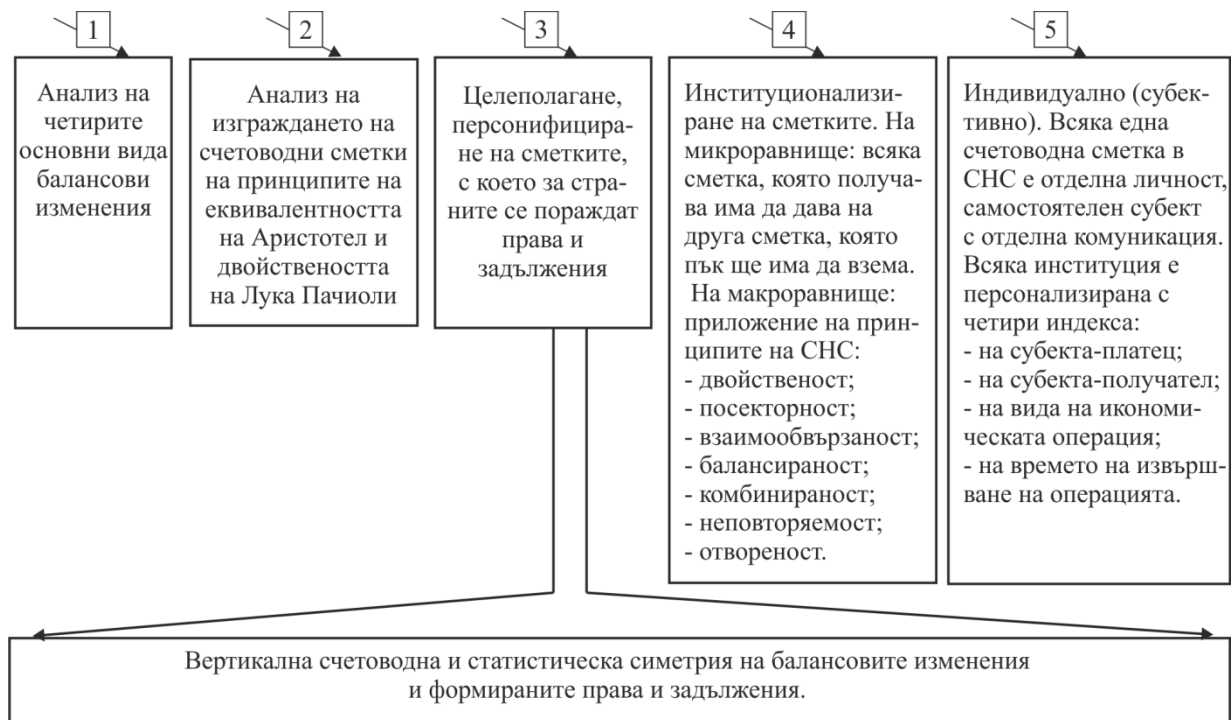 1
Анализ на
четирите
основни вида
балансови
изменения
2
Анализ на
изграждането на
счетоводни сметки
на принципите на
еквивалентността
на Аристотел и
двойствеността
на Лука Пачиоли
3
Целеполагане,
персонифицира-
не на сметките,
с което за стра-
ните се пораждат
права и
задължения
4
Институционализи-
ране на сметките. На
микроравнище: всяка
сметка, която получа-
ва има да дава на
друга сметка, която
пък ще има да взема.
На макроравнище:
приложение на прин-
ципите на СНС:
- двойственост;
- посекторност;
- взаимообвързаност;
- балансираност;
- комбинираност;
- неповторяемост;
- отвореност.
5
Индивидуално (субек-
тивно). Всяка една
счетоводна сметка в
СНС е отделна личност,
самостоятелен субект
с отделна комуникация.
Всяка институция е
персонализирана с
четири индекса:
- на субекта-платец;
- на субекта-получател;
- на вида на икономи-
ческата операция;
- на времето на извърш-
ване на операцията.
Вертикална счетоводна и статистическа симетрия на балансовите изменения
и формираните права и задължения.